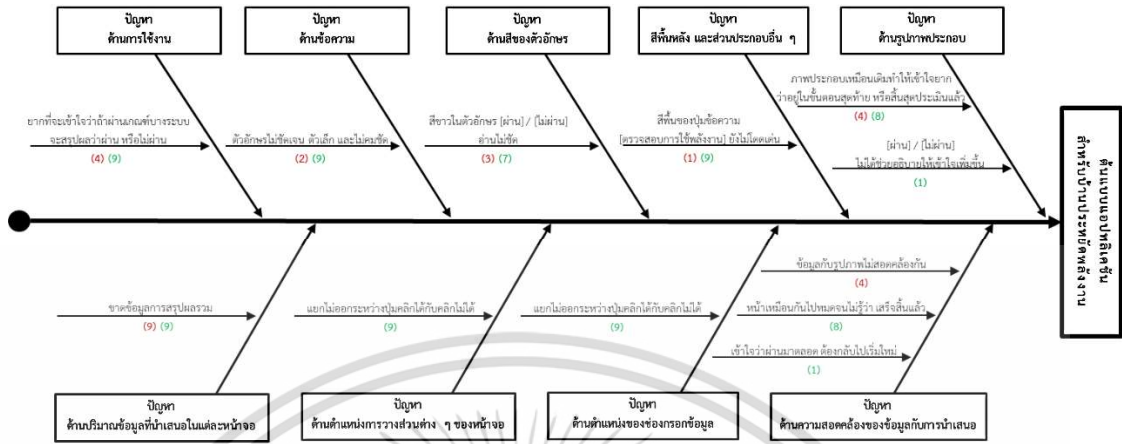 ปัญหา
ด้านการใช้งาน
ปัญหา
ด้านข้อความ
ปัญหา
ด้านสีของตัวอักษร
ปัญหา
สีพื้นหลัง และส่วนประกอบอื่น ๆ
ปัญหา
ด้านรูปภาพประกอบ
ยากที่จะเข้าใจว่าถ้าผ่านเกณฑ์บางระบบ
จะสรุปผลว่าผ่าน หรือไม่ผ่าน
(4) (9)
ตัวอักษรไม่ชัดเจน ตัวเล็ก และไม่คมชัด
(2) (9)
สีขาวในตัวอักษร [ผ่าน] / [ไม่ผ่าน]
อ่านไม่ชัด
(3) (7)
สีพื้นของปุ่มข้อความ
[ตรวจสอบการใช้พลังงาน] ยังไม่โดดเด่น
(1) (9)
ภาพประกอบเหมือนเดิมทำให้เข้าใจยาก
ว่าอยู่ในขั้นตอนสุดท้าย หรือสิ้นสุดประเมินแล้ว
(4) (8)
[ผ่าน] / [ไม่ผ่าน]
ไม่ได้ช่วยอธิบายให้เข้าใจเพิ่มขึ้น
(1)
ต้นแบบแอปพลิเคชัน
สำหรับบ้านประหยัดพลังงาน
ขาดข้อมูลการสรุปผลรวม
(9) (9)
แยกไม่ออกระหว่างปุ่มคลิกได้กับคลิกไม่ได้
(9)
แยกไม่ออกระหว่างปุ่มคลิกได้กับคลิกไม่ได้
(9)
ข้อมูลกับรูปภาพไม่สอดคล้องกัน
(4)
หน้าเหมือนกันไปหมดจนไม่รู้ว่า เสร็จสิ้นแล้ว
(8)
เข้าใจว่าผ่านมาตลอด ต้องกลับไปเริ่มใหม่
(1)
ปัญหา
ด้านปริมาณข้อมูลที่นำเสนอในแต่ละหน้าจอ
ปัญหา
ด้านตำแหน่งการวางส่วนต่าง ๆ ของหน้าจอ
ปัญหา
ด้านตำแหน่งของช่องกรอกข้อมูล
ปัญหา
ด้านความสอดคล้องของข้อมูลกับการนำเสนอ